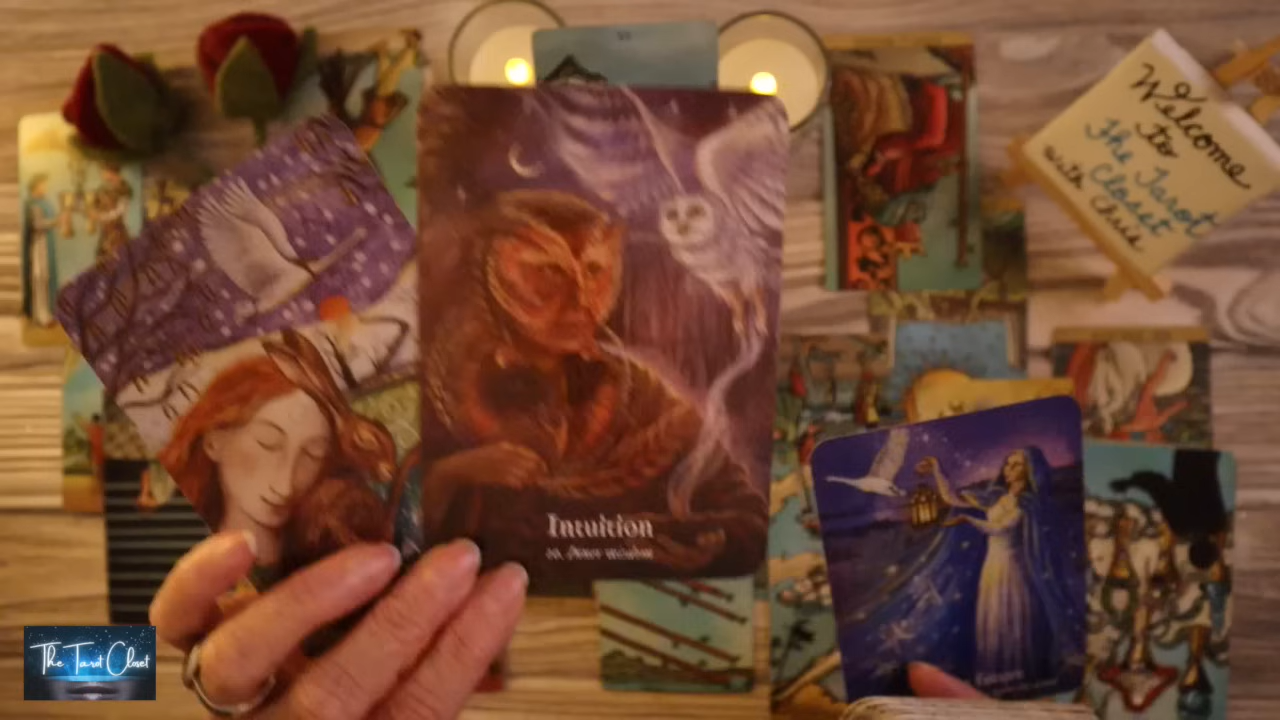 Welcome
to
The Tarot
Closet
with Chris
Intuition
The Tarot Closet